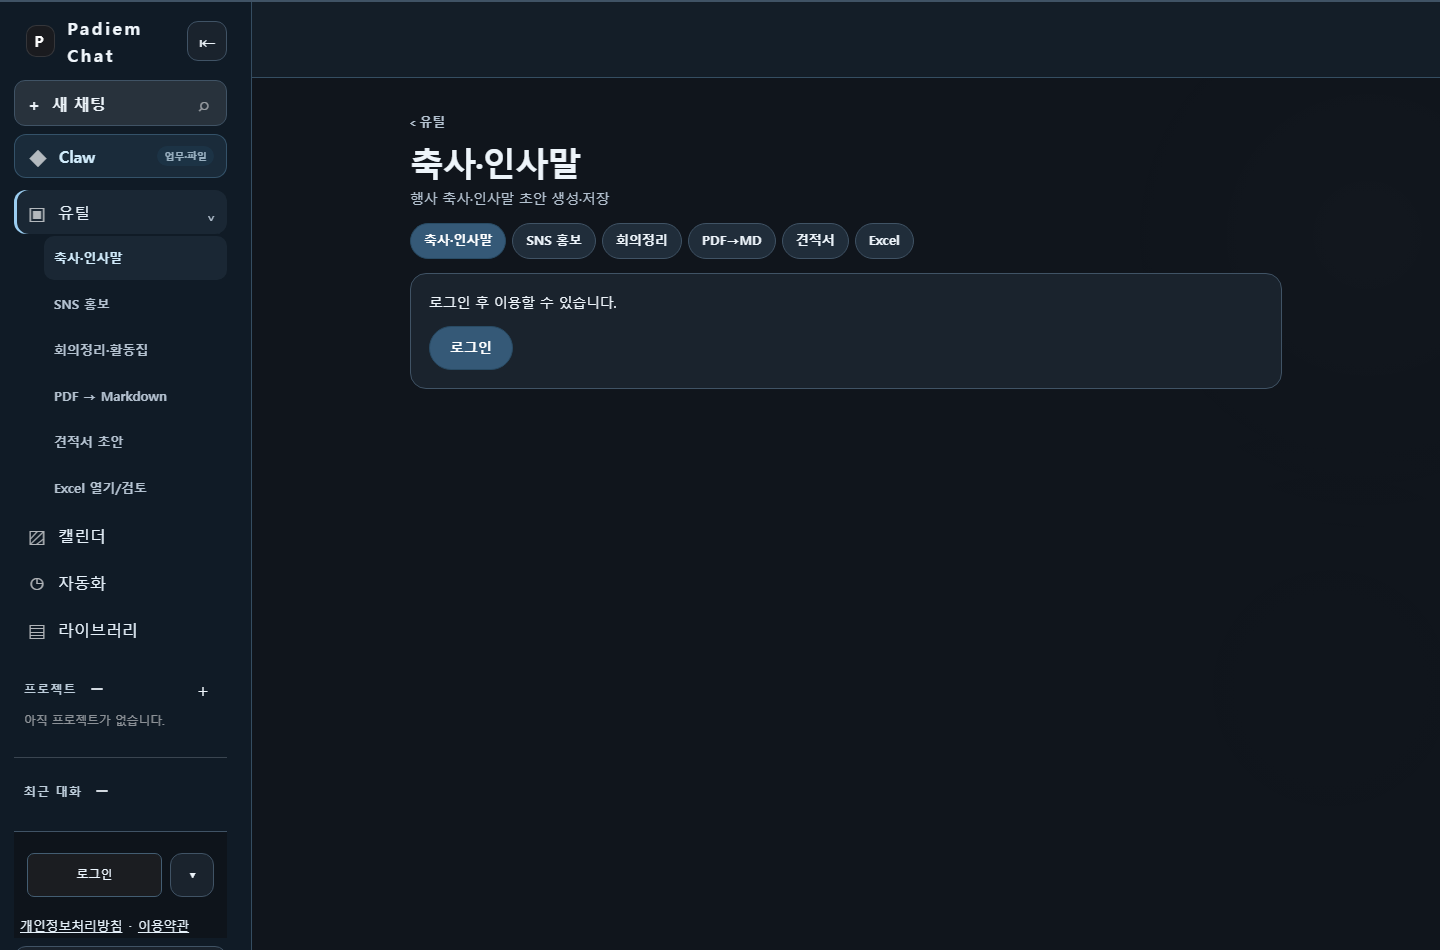 P
Padiem
Chat
+ 새 채팅
Claw
업무·파일
유틸
축사·인사말
SNS 홍보
회의정리·활동집
PDF → Markdown
견적서 초안
Excel 열기/검토
캘린더
자동화
라이브러리
프로젝트
+
아직 프로젝트가 없습니다.
최근 대화
로그인
개인정보처리방침 · 이용약관
< 유틸
축사·인사말
행사 축사·인사말 초안 생성·저장
축사·인사말 SNS 홍보 회의정리 PDF→MD 견적서 Excel
로그인 후 이용할 수 있습니다.
로그인